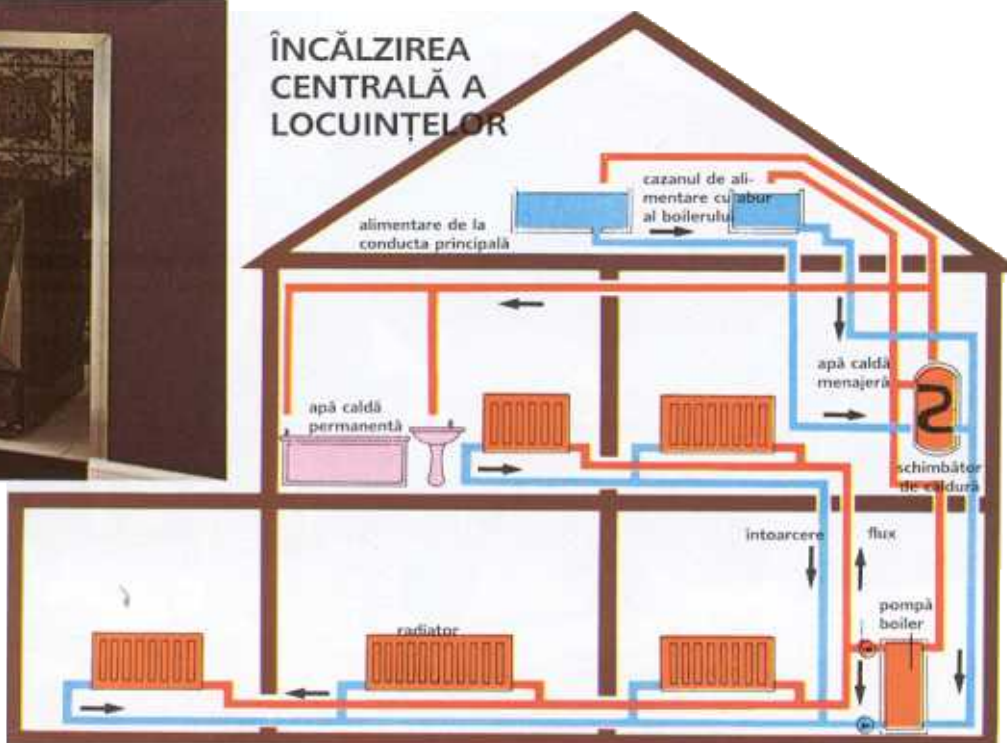 ÎNCĂLZIREA
CENTRALĂ A
LOCUINȚELOR
cazanul de ali-
mentare cu abur
al boilerului
alimentare de la
conducta principală
apă caldă
menajeră
apă caldă
permanentă
schimbător
de căldură
întoarcere
flux
pompă
boiler
radiator